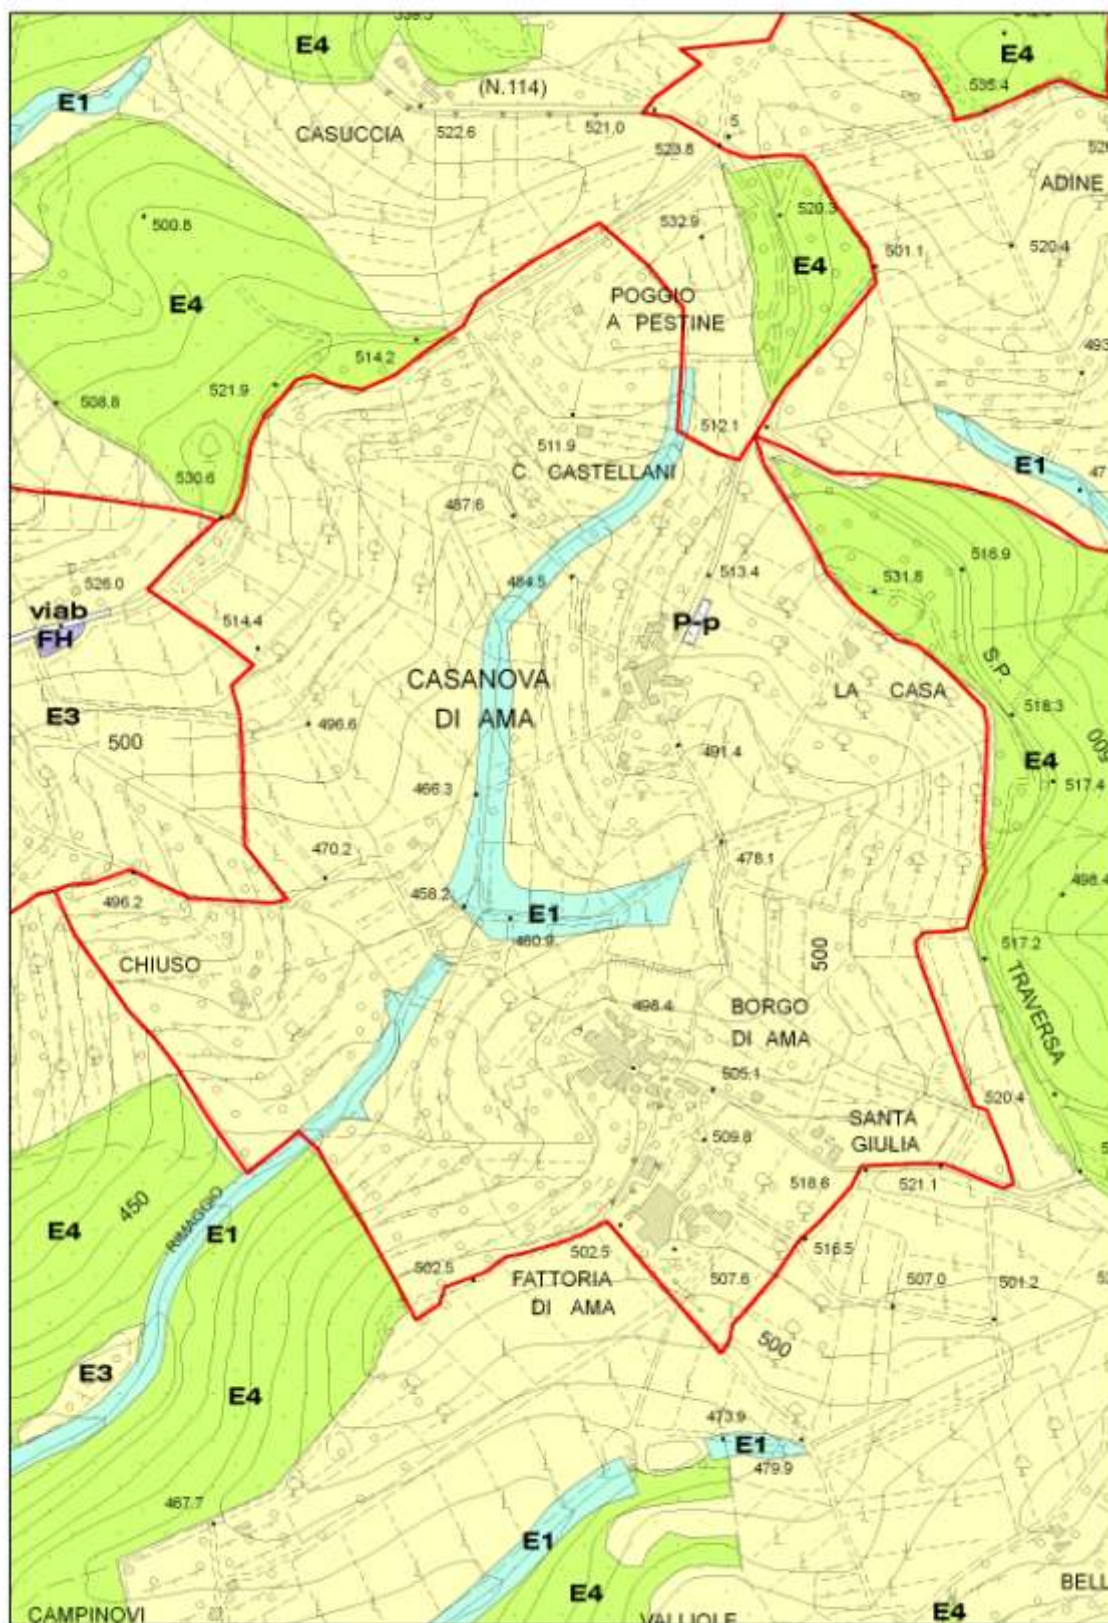 E4
E4
535.4
E1
(N.114)
CASUCCIA
522.6
521.0
5
523.8
ADINE
500.8
520.3
532.9
501.1
520.4
E4
E4
POGGIO
A PESTINE
514.2
493
521.9
508.8
512.1
511.9
C CASTELLANI
E1
47
530.6
487.6
516.9
484.5
513.4
531.8
526.0
viab
FH
514.4
P-p
S.P.
CASANOVA
DI AMA
LA CASA
E3
500
496.6
518.3
500
491.4
E4
517.4
466.3
470.2
478.1
496.2
458.2
E1
460.9
498.4
CHIUSO
500
517.2
TRAVERSA
498.4
BORGO
DI AMA
505.1
520.4
SANTA
GIULIA
509.8
518.6
521.1
450
RIMAGGIO
E4
E1
516.5
502.5
502.5
FATTORIA
DI AMA
507.6
507.0
501.2
500
E3
E4
473.9
E1
479.9
467.7
E1
E4
BELL
CAMPINOVI
VALLIOLE
E4